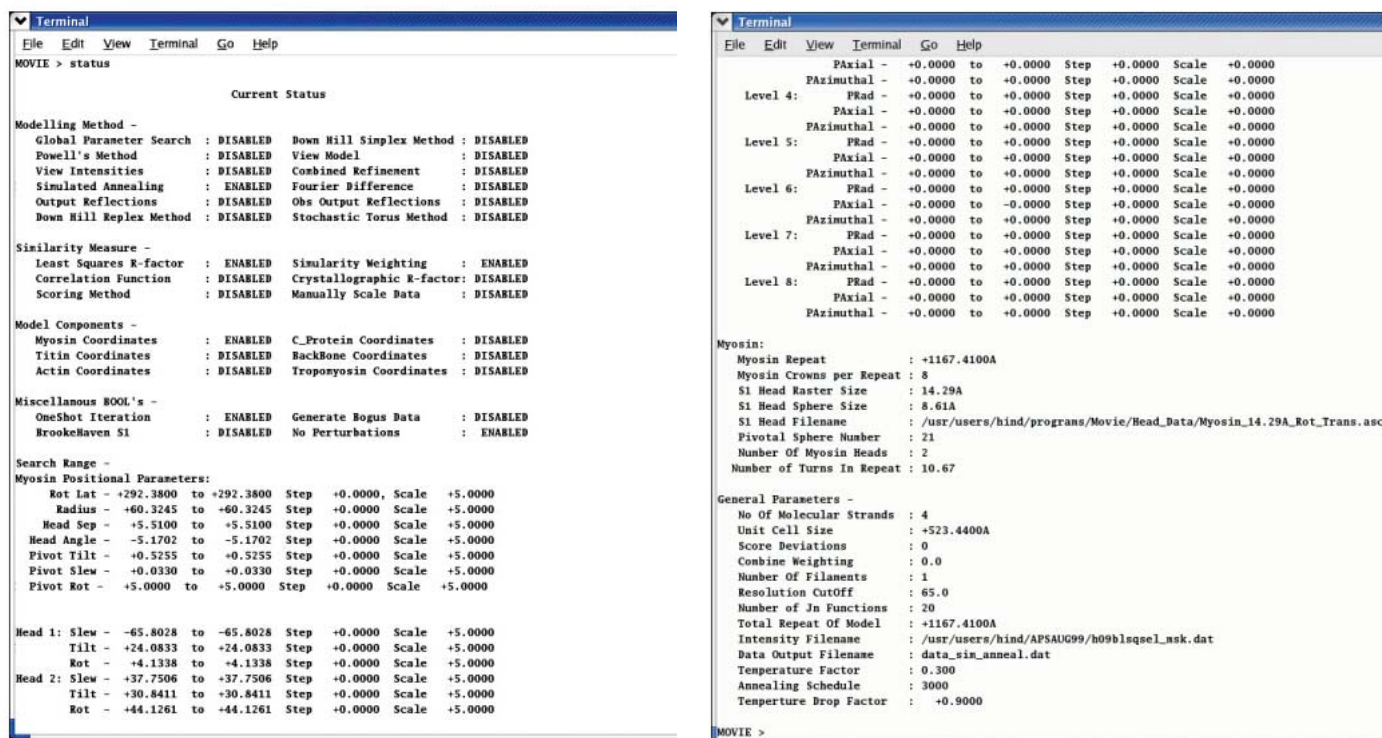 Terminal
File Edit View Terminal Go Help
MOVIE > status
Current Status
Modelling Method -
Global Parameter Search : DISABLED Down Hill Simplex Method : DISABLED
Powell's Method : DISABLED View Model : DISABLED
View Intensities : DISABLED Combined Refinement : DISABLED
Simulated Annealing : ENABLED Fourier Difference : DISABLED
Output Reflections : DISABLED Obs Output Reflections : DISABLED
Down Hill Replex Method : DISABLED Stochastic Torus Method : DISABLED
Similarity Measure -
Least Squares R-factor : ENABLED Simularity Weighting : ENABLED
Correlation Function : DISABLED Crystallographic R-factor: DISABLED
Scoring Method : DISABLED Manually Scale Data : DISABLED
Model Components -
Myosin Coordinates : ENABLED C_Protein Coordinates : DISABLED
Titin Coordinates : DISABLED BackBone Coordinates : DISABLED
Actin Coordinates : DISABLED Tropomyosin Coordinates : DISABLED
Miscellanous BOOL's -
OneShot Iteration : ENABLED Generate Bogus Data : DISABLED
BrookeHaven S1 : DISABLED No Perturbations : ENABLED
Search Range -
Myosin Positional Parameters:
Rot Lat - +292.3800 to +292.3800 Step +0.0000, Scale +5.0000
Radius - +60.3245 to +60.3245 Step +0.0000 Scale +5.0000
Head Sep - +5.5100 to +5.5100 Step +0.0000 Scale +5.0000
Head Angle - -5.1702 to -5.1702 Step +0.0000 Scale +5.0000
Pivot Tilt - +0.5255 to +0.5255 Step +0.0000 Scale +5.0000
Pivot Slew - +0.0330 to +0.0330 Step +0.0000 Scale +5.0000
Pivot Rot - +5.0000 to +5.0000 Step +0.0000 Scale +5.0000
Head 1: Slew - -65.8028 to -65.8028 Step +0.0000 Scale +5.0000
Tilt - +24.0833 to +24.0833 Step +0.0000 Scale +5.0000
Rot - +4.1338 to +4.1338 Step +0.0000 Scale +5.0000
Head 2: Slew - +37.7506 to +37.7506 Step +0.0000 Scale +5.0000
Tilt - +30.8411 to +30.8411 Step +0.0000 Scale +5.0000
Rot - +44.1261 to +44.1261 Step +0.0000 Scale +5.0000
Terminal
File Edit View Terminal Go Help
PAxial - +0.0000 to +0.0000 Step +0.0000 Scale +0.0000
PAzimuthal - +0.0000 to +0.0000 Step +0.0000 Scale +0.0000
Level 4: PRad - +0.0000 to +0.0000 Step +0.0000 Scale +0.0000
PAxial - +0.0000 to +0.0000 Step +0.0000 Scale +0.0000
PAzimuthal - +0.0000 to +0.0000 Step +0.0000 Scale +0.0000
Level 5: PRad - +0.0000 to +0.0000 Step +0.0000 Scale +0.0000
PAxial - +0.0000 to +0.0000 Step +0.0000 Scale +0.0000
PAzimuthal - +0.0000 to +0.0000 Step +0.0000 Scale +0.0000
Level 6: PRad - +0.0000 to +0.0000 Step +0.0000 Scale +0.0000
PAxial - +0.0000 to -0.0000 Step +0.0000 Scale +0.0000
PAzimuthal - +0.0000 to +0.0000 Step +0.0000 Scale +0.0000
Level 7: PRad - +0.0000 to +0.0000 Step +0.0000 Scale +0.0000
PAxial - +0.0000 to +0.0000 Step +0.0000 Scale +0.0000
PAzimuthal - +0.0000 to +0.0000 Step +0.0000 Scale +0.0000
Level 8: PRad - +0.0000 to +0.0000 Step +0.0000 Scale +0.0000
PAxial - +0.0000 to +0.0000 Step +0.0000 Scale +0.0000
PAzimuthal - +0.0000 to +0.0000 Step +0.0000 Scale +0.0000
Myosin:
Myosin Repeat : +1167.4100A
Myosin Crowns per Repeat : 8
S1 Head Raster Size : 14.29A
S1 Head Sphere Size : 8.61A
S1 Head Filename : /usr/users/hind/programs/Movie/Head_Data/Myosin_14.29A_Rot_Trans.asc
Pivotal Sphere Number : 21
Number Of Myosin Heads : 2
Number of Turns In Repeat : 10.67
General Parameters -
No Of Molecular Strands : 4
Unit Cell Size : +523.4400A
Score Deviations : 0
Combine Weighting : 0.0
Number Of Filaments : 1
Resolution CutOff : 65.0
Number of Jn Functions : 20
Total Repeat Of Model : +1167.4100A
Intensity Filename : /usr/users/hind/APSAUG99/h09blsqsel_msk.dat
Data Output Filename : data_sim_anneal.dat
Temperature Factor : 0.300
Annealing Schedule : 3000
Temperture Drop Factor : +0.9000
MOVIE >